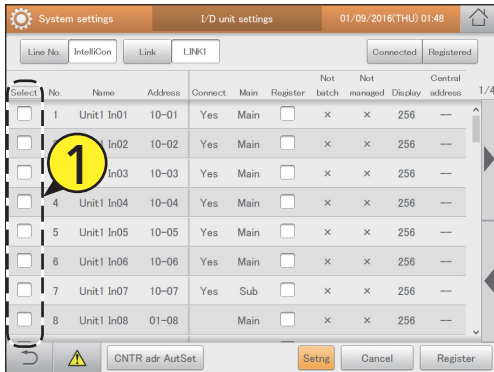 System settings I/D unit settings 01/09/2016(THU) 01:48
Line No. IntelliCon Link LINK1 Connected Registered
Select No. Name Address Connect Main Register Not batch Not managed Display Central address 1/4
1 Unit1 In01 10-01 Yes Main × × 256 --
In02 10-02 Yes Main × × 256 --
In03 10-03 Yes Main × × 256 --
4 Unit1 In04 10-04 Yes Main × × 256 --
5 Unit1 In05 10-05 Yes Main × × 256 --
6 Unit1 In06 10-06 Yes Main × × 256 --
7 Unit1 In07 10-07 Yes Sub × × 256 --
8 Unit1 In08 01-08 Main × × 256 --
1
CNTR adr AutSet Setng Cancel Register